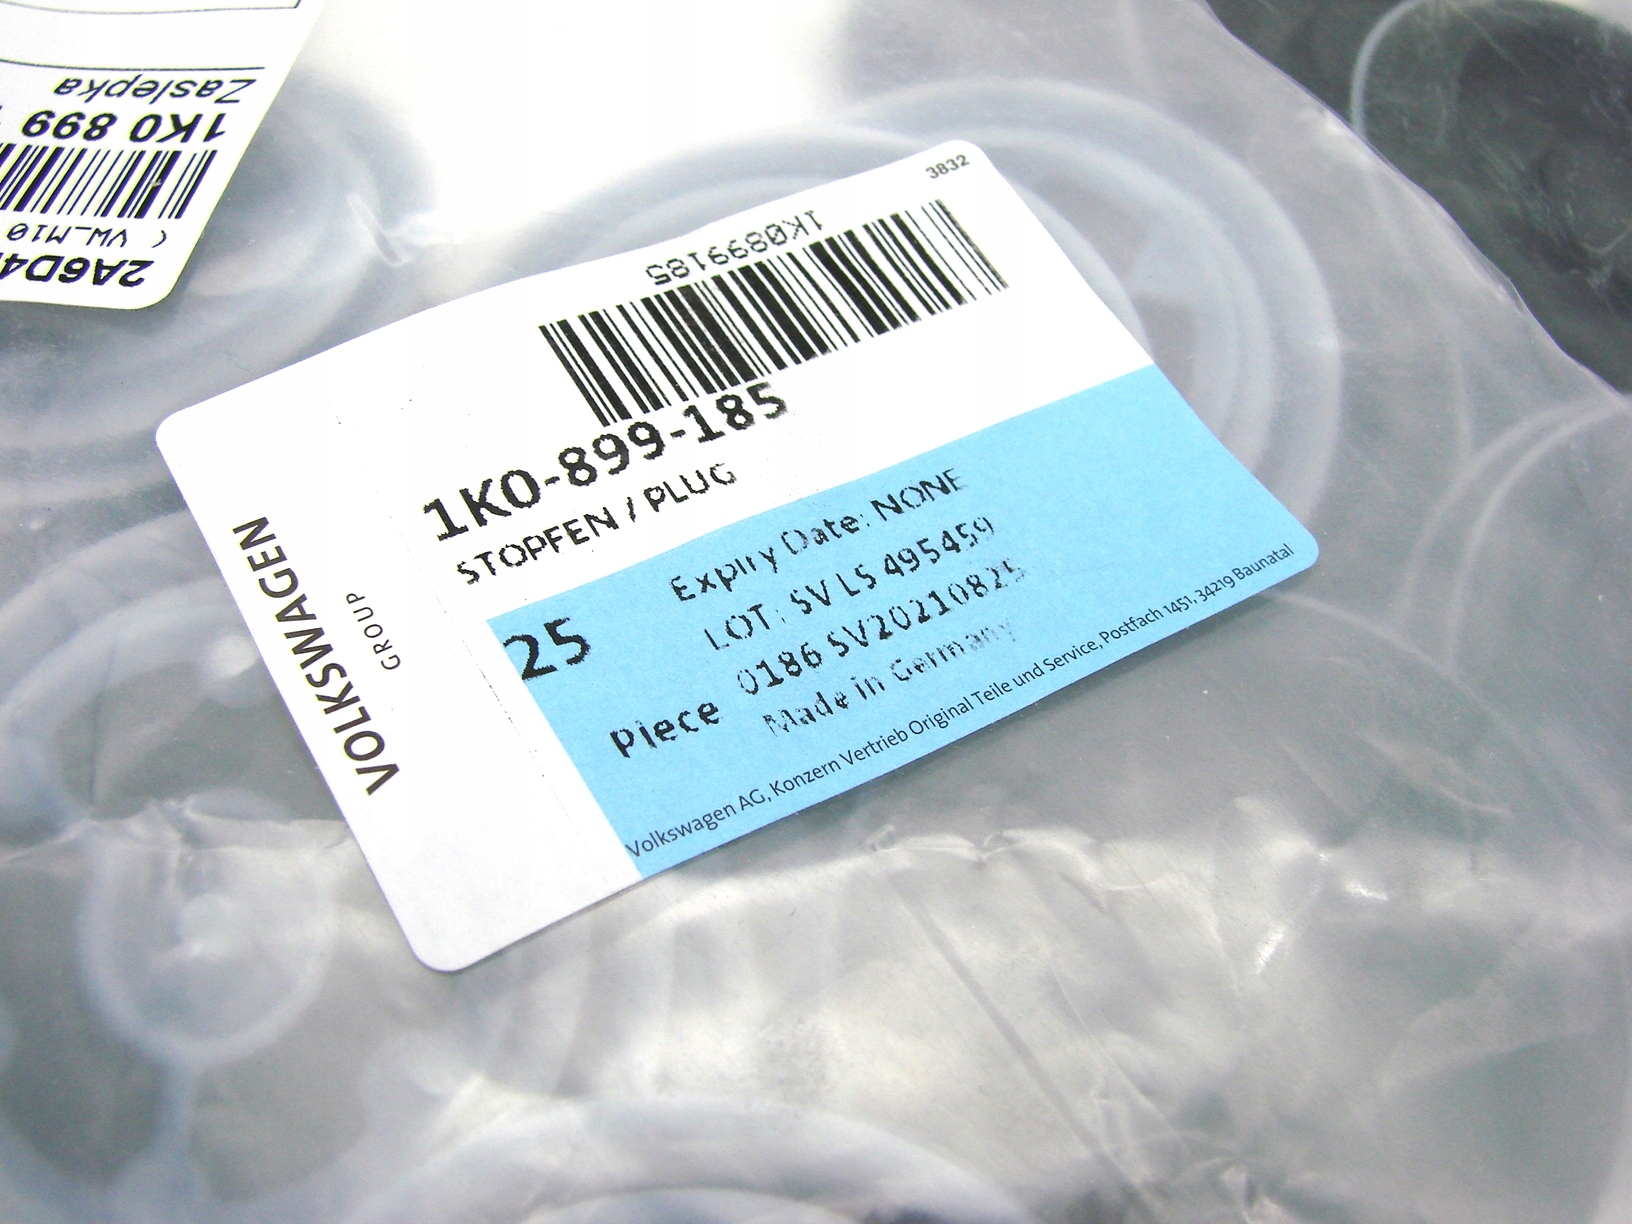 Zaslepka
1K0 899
( VW_M10
2A6D4
3832
1K0899185
1K0-899-185
STOPFEN / PLUG
VOLKSWAGEN
GROUP
25
Piece
Expiry Date: NONE
LOT: SV LS 495459
0186 SV20210825
Made in Germany
Volkswagen AG, Konzern Vertrieb Original Teile und Service, Postfach 1451, 34219 Baunatal